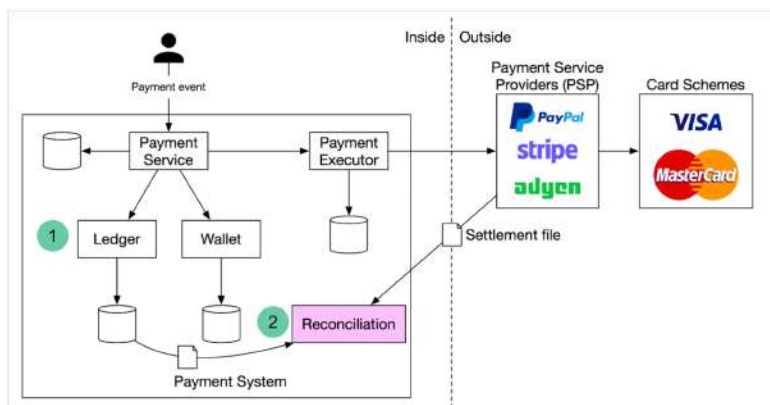 Inside
Outside
Payment event
Payment Service
Providers (PSP)
Card Schemes
PayPal
stripe
adyen
VISA
MasterCard
Payment
Service
Payment
Executor
1
Ledger
Wallet
Settlement file
2
Reconciliation
Payment System